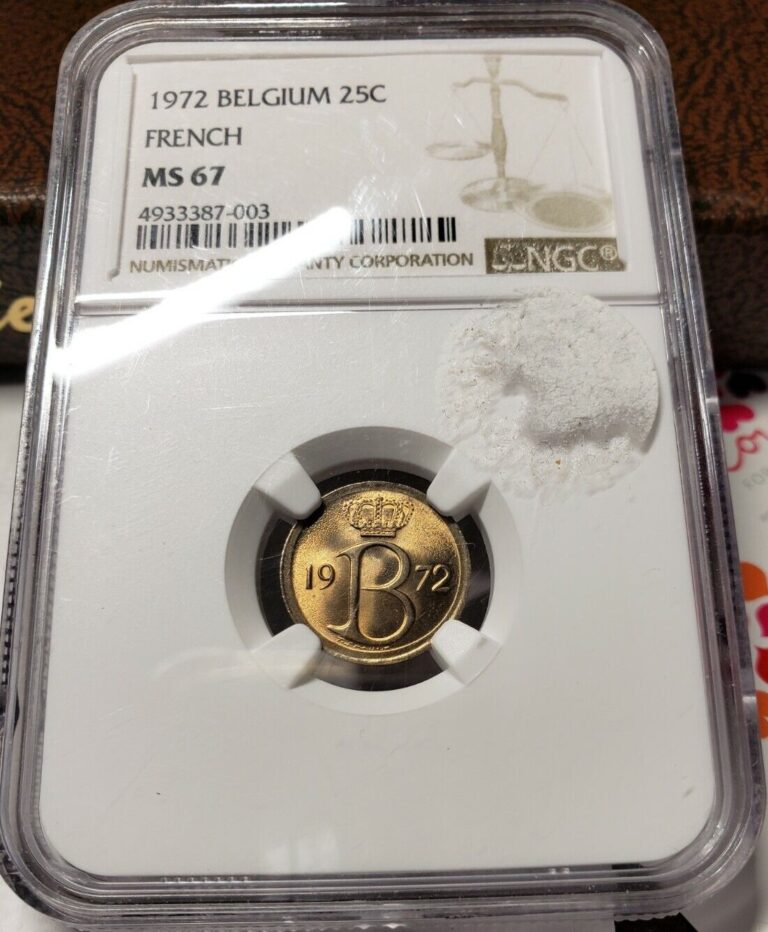 1972 BELGIUM 25C
FRENCH
MS 67
4933387-003
CORPORATION
NGC®
19 B 72